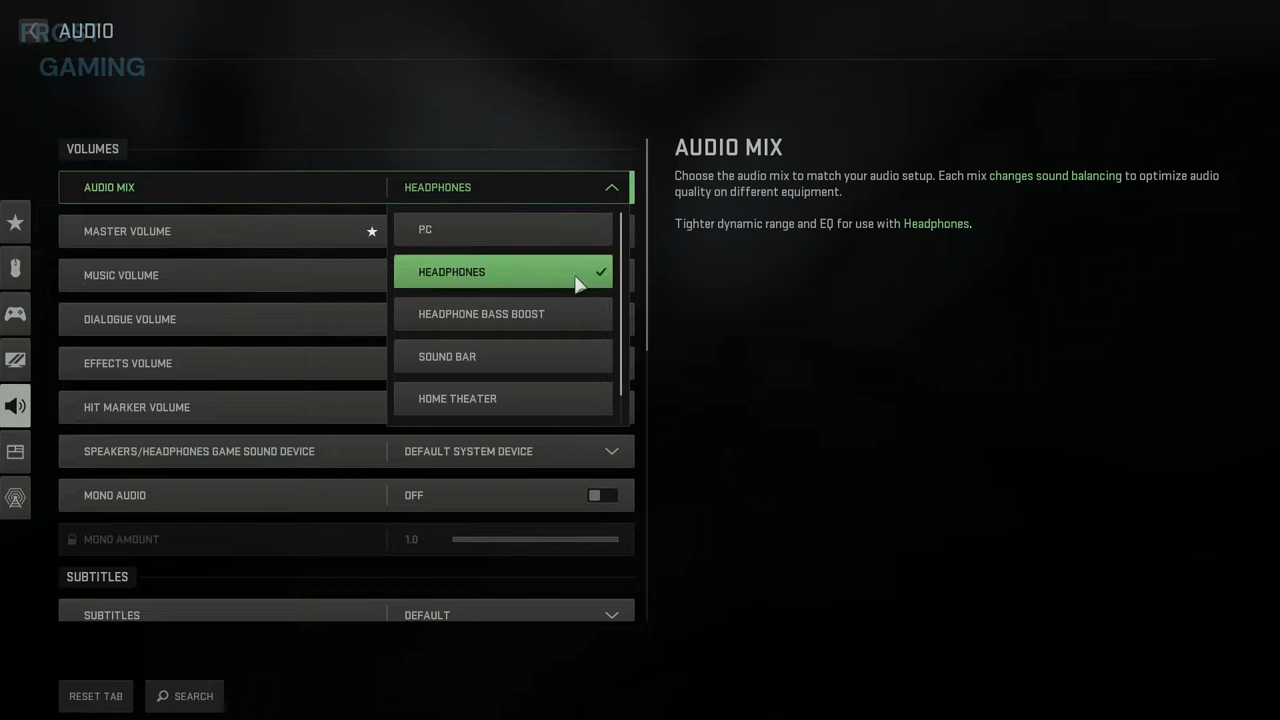 AUDIO
FROST
GAMING
VOLUMES
AUDIO MIX
HEADPHONES
MASTER VOLUME
PC
MUSIC VOLUME
HEADPHONES
DIALOGUE VOLUME
HEADPHONE BASS BOOST
EFFECTS VOLUME
SOUND BAR
HIT MARKER VOLUME
HOME THEATER
SPEAKERS/HEADPHONES GAME SOUND DEVICE
DEFAULT SYSTEM DEVICE
MONO AUDIO
OFF
MONO AMOUNT
1.0
SUBTITLES
SUBTITLES
DEFAULT
RESET TAB
SEARCH
AUDIO MIX
Choose the audio mix to match your audio setup. Each mix changes sound balancing to optimize audio
quality on different equipment.
Tighter dynamic range and EQ for use with Headphones.